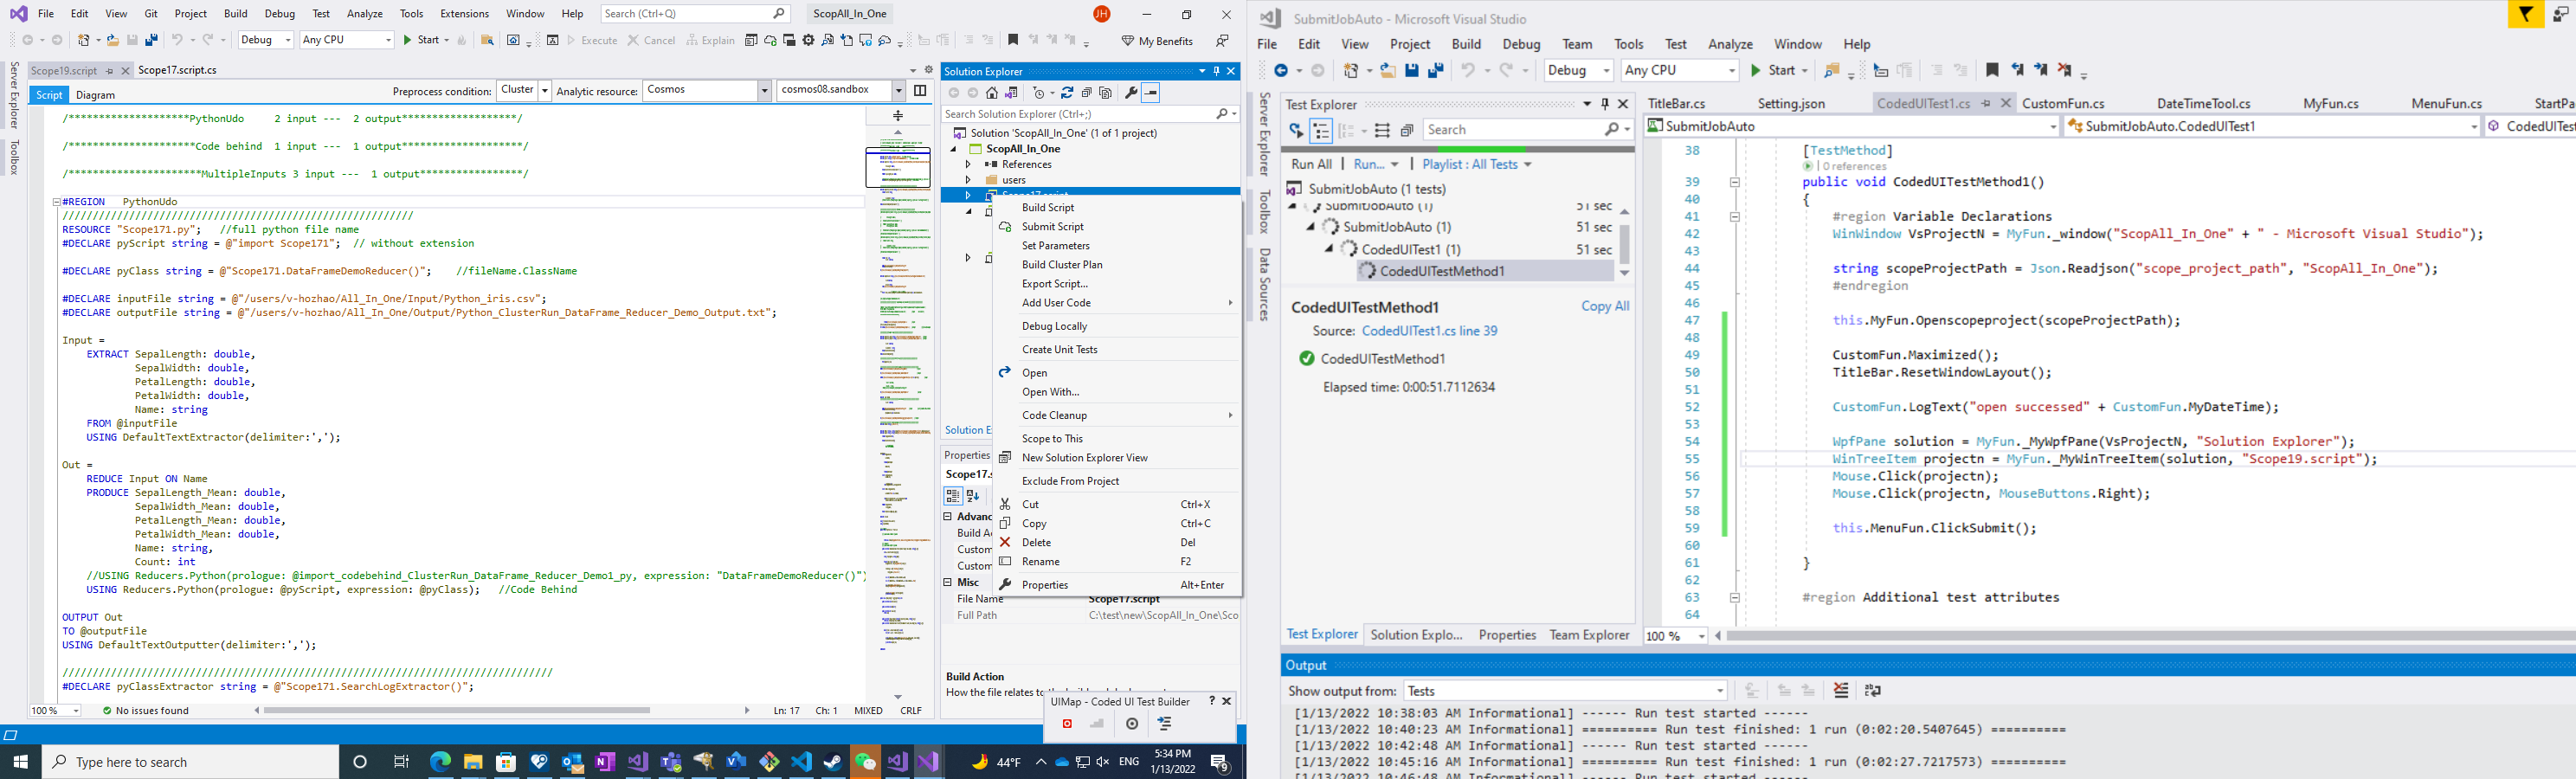 File Edit View Git Project Build Debug Test Analyze Tools Extensions Window Help Search (Ctrl+Q) ScopAll_In_One JH
Debug Any CPU Start Execute Cancel Explain My Benefits
Server Explorer
Toolbox
Scope19.script Scope17.script.cs
Script Diagram Preprocess condition: Cluster Analytic resource: Cosmos cosmos08.sandbox
/********************PythonUdo 2 input --- 2 output*******************/
/*********************Code behind 1 input --- 1 output********************/
/**********************MultipleInputs 3 input --- 1 output*****************/
#REGION PythonUdo
//////////////////////////////////////////////////////////
RESOURCE "Scope171.py"; //full python file name
#DECLARE pyScript string = @"import Scope171"; // without extension
#DECLARE pyClass string = @"Scope171.DataFrameDemoReducer()"; //fileName.ClassName
#DECLARE inputFile string = @"/users/v-hozhao/All_In_One/Input/Python_iris.csv";
#DECLARE outputFile string = @"/users/v-hozhao/All_In_One/Output/Python_ClusterRun_DataFrame_Reducer_Demo_Output.txt";
Input =
EXTRACT SepalLength: double,
SepalWidth: double,
PetalLength: double,
PetalWidth: double,
Name: string
FROM @inputFile
USING DefaultTextExtractor(delimiter:',');
Out =
REDUCE Input ON Name
PRODUCE SepalLength_Mean: double,
SepalWidth_Mean: double,
PetalLength_Mean: double,
PetalWidth_Mean: double,
Name: string,
Count: int
//USING Reducers.Python(prologue: @import_codebehind_ClusterRun_DataFrame_Reducer_Demo1_py, expression: "DataFrameDemoReducer()")
USING Reducers.Python(prologue: @pyScript, expression: @pyClass); //Code Behind
OUTPUT Out
TO @outputFile
USING DefaultTextOutputter(delimiter:',');
/////////////////////////////////////////////////////////////////////////////////
#DECLARE pyClassExtractor string = @"Scope171.SearchLogExtractor()";
100 % No issues found Ln: 17 Ch: 1 MIXED CRLF
Solution Explorer
Search Solution Explorer (Ctrl+;)
Solution 'ScopAll_In_One' (1 of 1 project)
ScopAll_In_One
References
users
Scope17.script
Build Script
Submit Script
Set Parameters
Build Cluster Plan
Export Script...
Add User Code
Debug Locally
Create Unit Tests
Open
Open With...
Code Cleanup
Scope to This
New Solution Explorer View
Exclude From Project
Cut Ctrl+X
Copy Ctrl+C
Delete Del
Rename F2
Properties Alt+Enter
Solution Ex
Properties
Scope17.s
Advanc
Build Ac
Custom
Custom
Misc
File Name Scope17.script
Full Path C:\test\new\ScopAll_In_One\Sco
Build Action
How the file relates to
UIMap - Coded UI Test Builder ? X
Type here to search 44°F ENG 5:34 PM 1/13/2022 9
SubmitJobAuto - Microsoft Visual Studio
File Edit View Project Build Debug Team Tools Test Analyze Window Help
Debug Any CPU Start
Server Explorer
Toolbox
Data Sources
Test Explorer
Search
Run All | Run... | Playlist : All Tests
SubmitJobAuto (1 tests)
SubmitJobAuto (1) 51 sec
SubmitJobAuto (1) 51 sec
CodedUITest1 (1) 51 sec
CodedUITestMethod1
CodedUITestMethod1 Copy All
Source: CodedUITest1.cs line 39
CodedUITestMethod1
Elapsed time: 0:00:51.7112634
Test Explorer Solution Explo... Properties Team Explorer
TitleBar.cs Setting.json CodedUITest1.cs CustomFun.cs DateTimeTool.cs MyFun.cs MenuFun.cs StartPa
SubmitJobAuto SubmitJobAuto.CodedUITest1 CodedUITest
38 [TestMethod]
| 0 references
39 public void CodedUITestMethod1()
40 {
41 #region Variable Declarations
42 WinWindow VsProjectN = MyFun._window("ScopAll_In_One" + " - Microsoft Visual Studio");
43
44 string scopeProjectPath = Json.Readjson("scope_project_path", "ScopAll_In_One");
45 #endregion
46
47 this.MyFun.Openscopeproject(scopeProjectPath);
48
49 CustomFun.Maximized();
50 TitleBar.ResetWindowLayout();
51
52 CustomFun.LogText("open successed" + CustomFun.MyDateTime);
53
54 WpfPane solution = MyFun._MyWpfPane(VsProjectN, "Solution Explorer");
55 WinTreeItem projectn = MyFun._MyWinTreeItem(solution, "Scope19.script");
56 Mouse.Click(projectn);
57 Mouse.Click(projectn, MouseButtons.Right);
58
59 this.MenuFun.ClickSubmit();
60
61 }
62
63 #region Additional test attributes
64
100 %
Output
Show output from: Tests
[1/13/2022 10:38:03 AM Informational] ------ Run test started ------
[1/13/2022 10:40:23 AM Informational] ========== Run test finished: 1 run (0:02:20.5407645) ==========
[1/13/2022 10:42:48 AM Informational] ------ Run test started ------
[1/13/2022 10:45:16 AM Informational] ========== Run test finished: 1 run (0:02:27.7217573) ==========
[1/13/2022 10:46:48 AM Informational] ------ Run test started ------